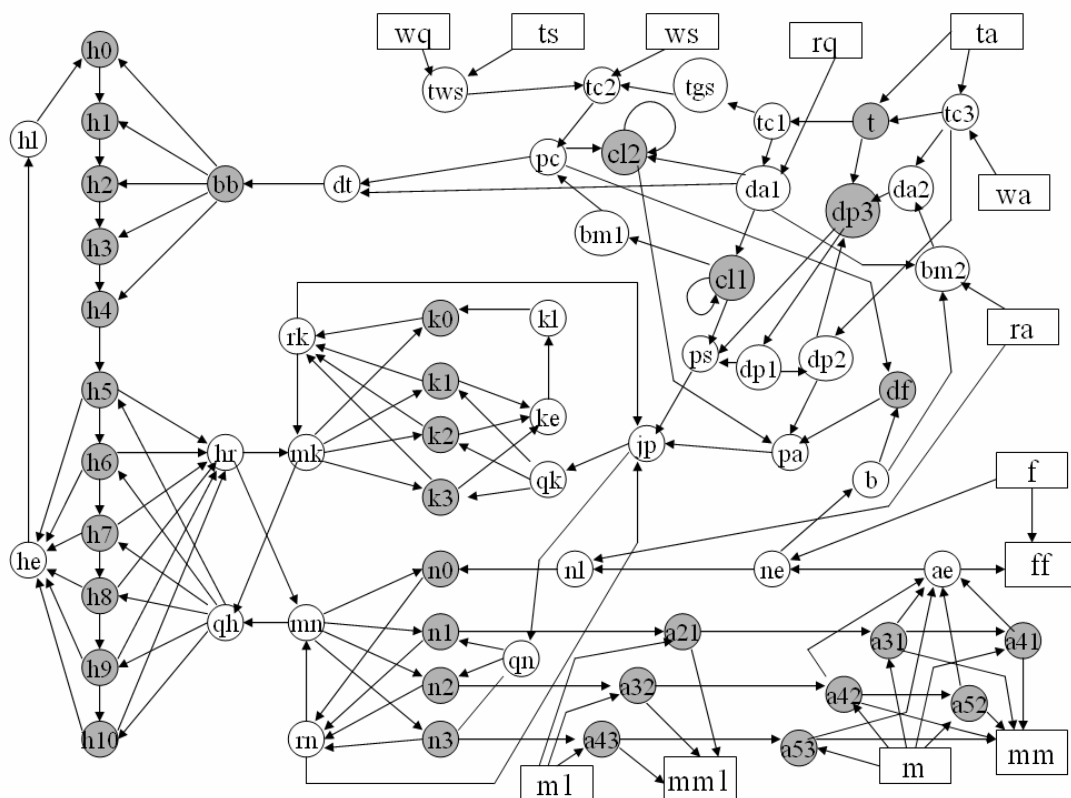 wq ts ws rq ta
h0
tws tc2 tgs
h1 t tc3
tc1
hl
cl2
pc
h2 bb dt da1 da2 wa
dp3
h3 bm1
bm2
cl1
h4
k0 kl ra
rk
ps dp1 dp2
h5 k1 df
ke
k2 jp
h6 hr mk pa
qk b f
k3
h7
he n0 nl ne ae ff
h8
qh mn n1 a21 a31 a41
qn
h9 n2 a32 a42 a52
h10 rn n3 a43 a53 mm
m
m1 mm1